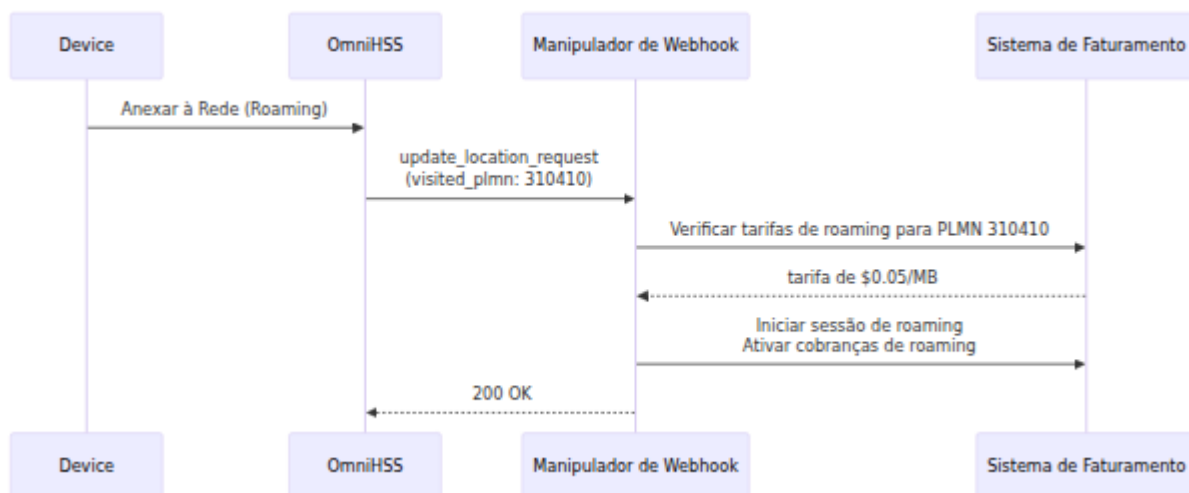 Device
OmniHSS
Manipulador de Webhook
Sistema de Faturamento
Anexar à Rede (Roaming)
update_location_request
(visited_plmn: 310410)
Verificar tarifas de roaming para PLMN 310410
tarifa de $0.05/MB
Iniciar sessão de roaming
Ativar cobranças de roaming
200 OK
Device
OmniHSS
Manipulador de Webhook
Sistema de Faturamento